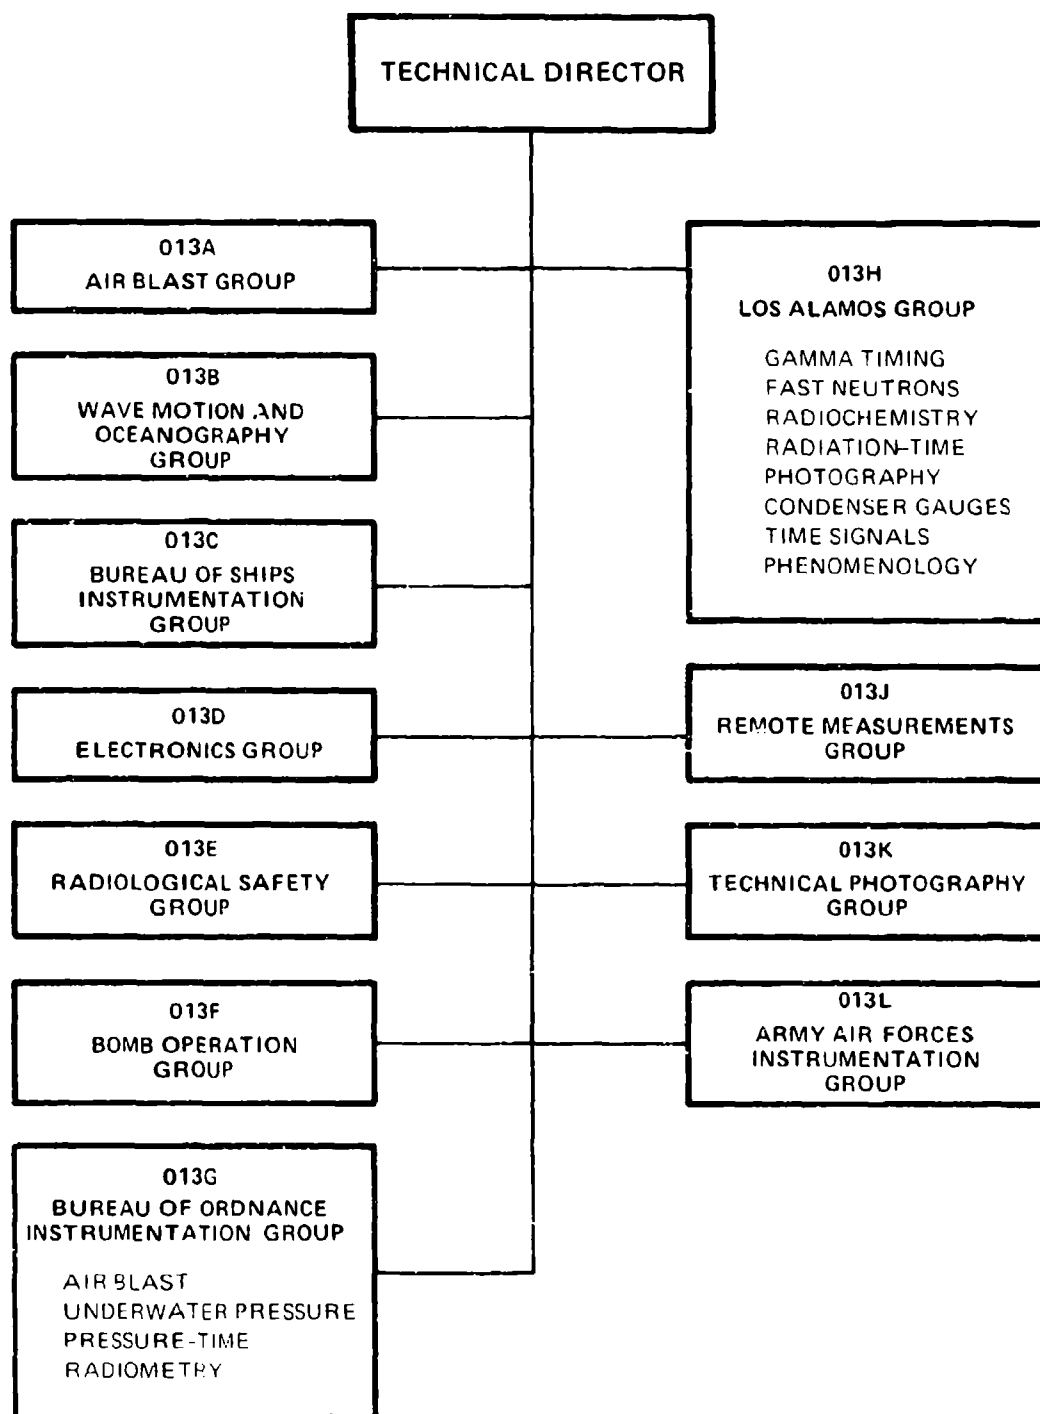 TECHNICAL DIRECTOR
013A
AIR BLAST GROUP
013B
WAVE MOTION AND
OCEANOGRAPHY
GROUP
013C
BUREAU OF SHIPS
INSTRUMENTATION
GROUP
013D
ELECTRONICS GROUP
013E
RADIOLOGICAL SAFETY
GROUP
013F
BOMB OPERATION
GROUP
013G
BUREAU OF ORDNANCE
INSTRUMENTATION GROUP
AIR BLAST
UNDERWATER PRESSURE
PRESSURE-TIME
RADIOMETRY
013H
LOS ALAMOS GROUP
GAMMA TIMING
FAST NEUTRONS
RADIOCHEMISTRY
RADIATION-TIME
PHOTOGRAPHY
CONDENSER GAUGES
TIME SIGNALS
PHENOMENOLOGY
013J
REMOTE MEASUREMENTS
GROUP
013K
TECHNICAL PHOTOGRAPHY
GROUP
013L
ARMY AIR FORCES
INSTRUMENTATION
GROUP